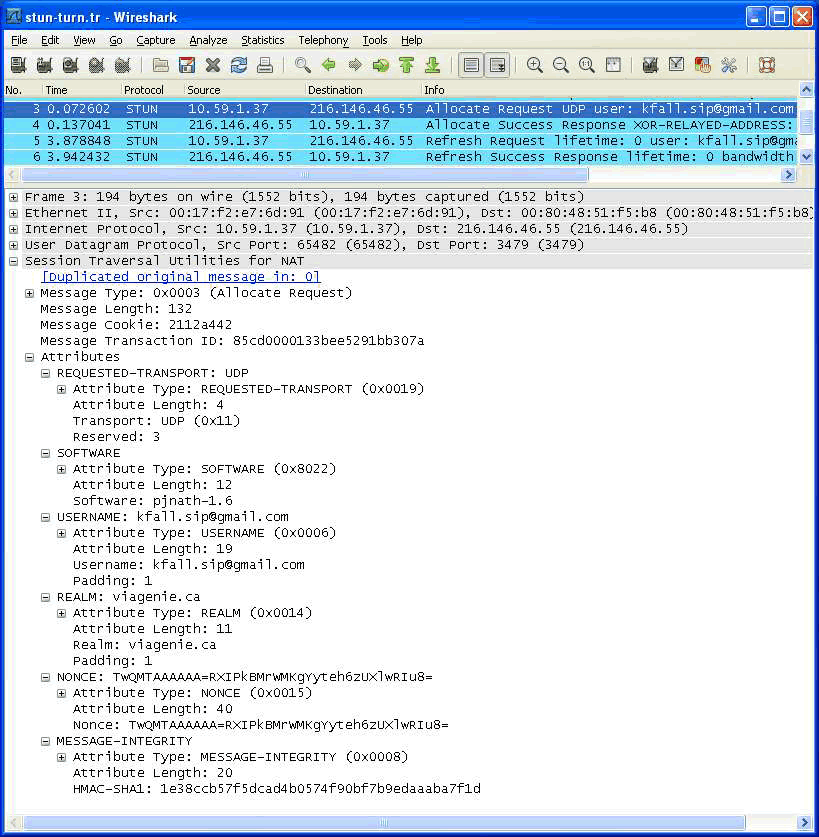 stun-turn.tr - Wireshark
File Edit View Go Capture Analyze Statistics Telephony Tools Help
No. Time Protocol Source Destination Info
3 0.072602 STUN 10.59.1.37 216.146.46.55 Allocate Request UDP user: kfall.sip@gmail.com
4 0.137041 STUN 216.146.46.55 10.59.1.37 Allocate Success Response XOR-RELAYED-ADDRESS:
5 3.878848 STUN 10.59.1.37 216.146.46.55 Refresh Request lifetime: 0 user: kfall.sip@gma
6 3.942432 STUN 216.146.46.55 10.59.1.37 Refresh Success Response lifetime: 0 bandwidth
Frame 3: 194 bytes on wire (1552 bits), 194 bytes captured (1552 bits)
Ethernet II, Src: 00:17:f2:e7:6d:91 (00:17:f2:e7:6d:91), Dst: 00:80:48:51:f5:b8 (00:80:48:51:f5:b8)
Internet Protocol, Src: 10.59.1.37 (10.59.1.37), Dst: 216.146.46.55 (216.146.46.55)
User Datagram Protocol, Src Port: 65482 (65482), Dst Port: 3479 (3479)
Session Traversal Utilities for NAT
[Duplicated original message in: 0]
Message Type: 0x0003 (Allocate Request)
Message Length: 132
Message Cookie: 2112a442
Message Transaction ID: 85cd0000133bee5291bb307a
Attributes
REQUESTED-TRANSPORT: UDP
Attribute Type: REQUESTED-TRANSPORT (0x0019)
Attribute Length: 4
Transport: UDP (0x11)
Reserved: 3
SOFTWARE
Attribute Type: SOFTWARE (0x8022)
Attribute Length: 12
Software: pjnath-1.6
USERNAME: kfall.sip@gmail.com
Attribute Type: USERNAME (0x0006)
Attribute Length: 19
Username: kfall.sip@gmail.com
Padding: 1
REALM: viagenie.ca
Attribute Type: REALM (0x0014)
Attribute Length: 11
Realm: viagenie.ca
Padding: 1
NONCE: TwQMTAAAAAA=RXIPkBMrWMKgYyteh6zUXlwRIu8=
Attribute Type: NONCE (0x0015)
Attribute Length: 40
Nonce: TwQMTAAAAAA=RXIPkBMrWMKgYyteh6zUXlwRIu8=
MESSAGE-INTEGRITY
Attribute Type: MESSAGE-INTEGRITY (0x0008)
Attribute Length: 20
HMAC-SHA1: 1e38ccb57f5dcad4b0574f90bf7b9edaaaba7f1d